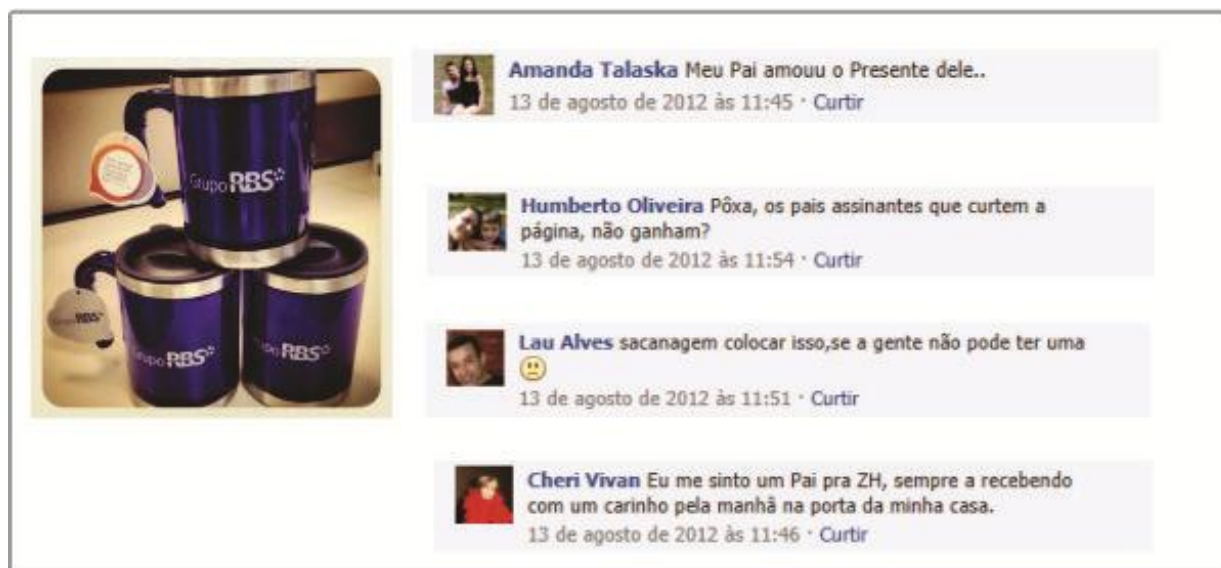 Grupo RBS
Grupo RBS
Grupo RBS
RBS
Amanda Talaska Meu Pai amouu o Presente dele..
13 de agosto de 2012 às 11:45 · Curtir
Humberto Oliveira Pôxa, os pais assinantes que curtem a
página, não ganham?
13 de agosto de 2012 às 11:54 · Curtir
Lau Alves sacanagem colocar isso,se a gente não pode ter uma
13 de agosto de 2012 às 11:51 · Curtir
Cheri Vivan Eu me sinto um Pai pra ZH, sempre a recebendo
com um carinho pela manhã na porta da minha casa.
13 de agosto de 2012 às 11:46 · Curtir